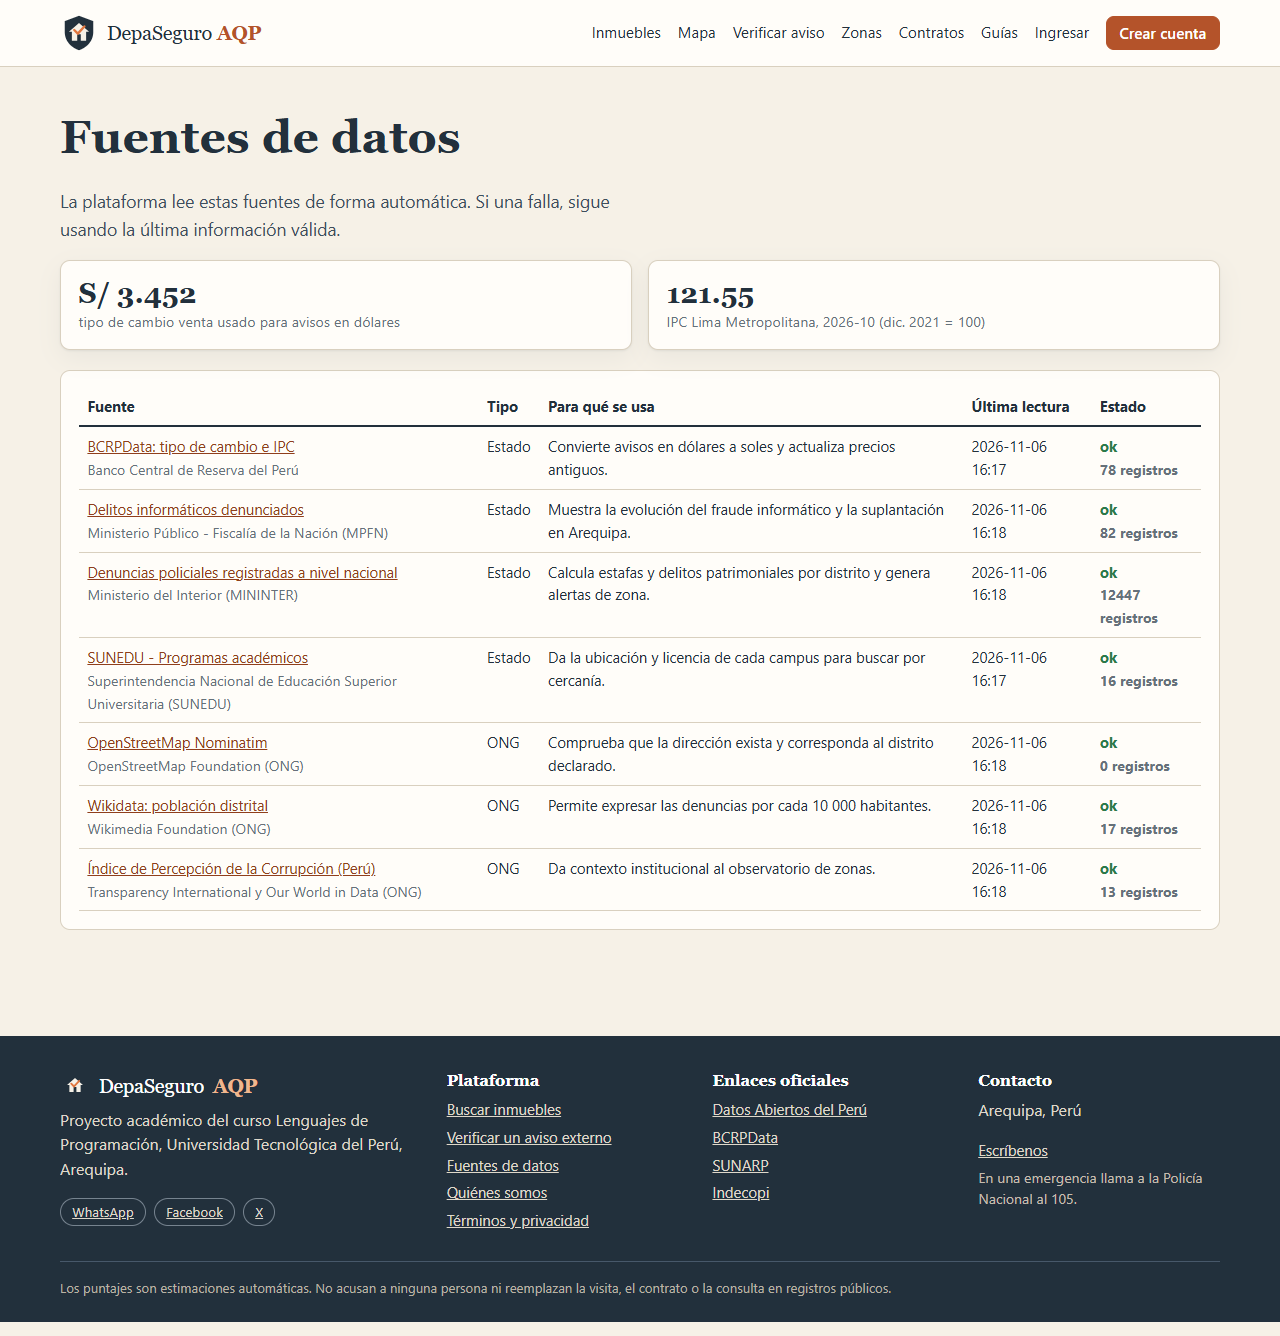 DepaSeguro AQP
Inmuebles Mapa Verificar aviso Zonas Contratos Guías Ingresar Crear cuenta
Fuentes de datos
La plataforma lee estas fuentes de forma automática. Si una falla, sigue
usando la última información válida.
S/ 3.452
tipo de cambio venta usado para avisos en dólares
121.55
IPC Lima Metropolitana, 2026-10 (dic. 2021 = 100)
Fuente Tipo Para qué se usa Última lectura Estado
BCRPData: tipo de cambio e IPC Estado Convierte avisos en dólares a soles y actualiza precios 2026-11-06 ok
Banco Central de Reserva del Perú antiguos. 16:17 78 registros
Delitos informáticos denunciados Estado Muestra la evolución del fraude informático y la suplantación 2026-11-06 ok
Ministerio Público - Fiscalía de la Nación (MPFN) en Arequipa. 16:18 82 registros
Denuncias policiales registradas a nivel nacional Estado Calcula estafas y delitos patrimoniales por distrito y genera 2026-11-06 ok
Ministerio del Interior (MININTER) alertas de zona. 16:18 12447
registros
SUNEDU - Programas académicos Estado Da la ubicación y licencia de cada campus para buscar por 2026-11-06 ok
Superintendencia Nacional de Educación Superior cercanía. 16:17 16 registros
Universitaria (SUNEDU)
OpenStreetMap Nominatim ONG Comprueba que la dirección exista y corresponda al distrito 2026-11-06 ok
OpenStreetMap Foundation (ONG) declarado. 16:18 0 registros
Wikidata: población distrital ONG Permite expresar las denuncias por cada 10 000 habitantes. 2026-11-06 ok
Wikimedia Foundation (ONG) 16:18 17 registros
Índice de Percepción de la Corrupción (Perú) ONG Da contexto institucional al observatorio de zonas. 2026-11-06 ok
Transparency International y Our World in Data (ONG) 16:18 13 registros
DepaSeguro AQP
Proyecto académico del curso Lenguajes de
Programación, Universidad Tecnológica del Perú,
Arequipa.
WhatsApp Facebook X
Plataforma
Buscar inmuebles
Verificar un aviso externo
Fuentes de datos
Quiénes somos
Términos y privacidad
Enlaces oficiales
Datos Abiertos del Perú
BCRPData
SUNARP
Indecopi
Contacto
Arequipa, Perú
Escríbenos
En una emergencia llama a la Policía
Nacional al 105.
Los puntajes son estimaciones automáticas. No acusan a ninguna persona ni reemplazan la visita, el contrato o la consulta en registros públicos.